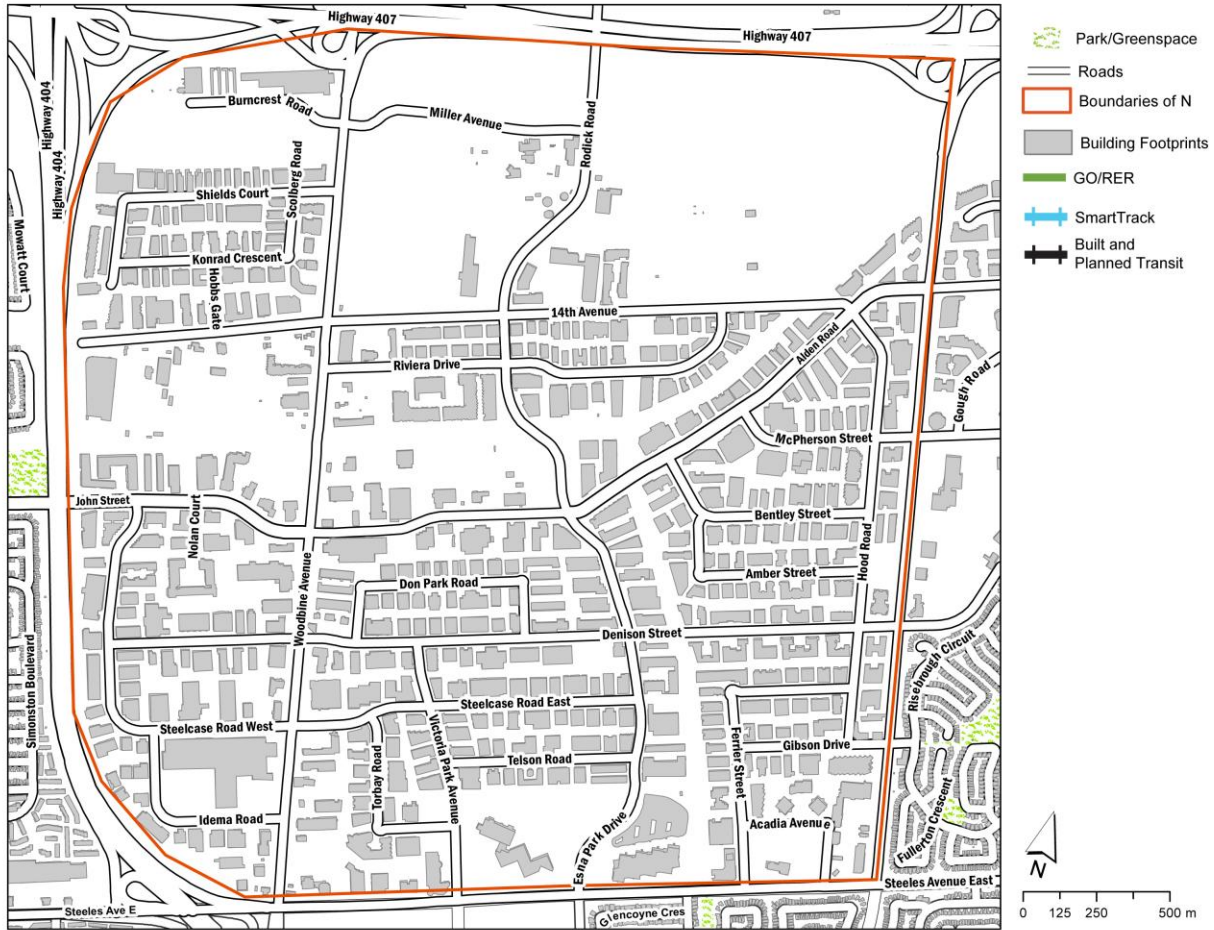 Highway 407
Highway 407
Highway 404
Highway 404
Burncrest Road
Miller Avenue
Rodick Road
Scolberg Road
Shields Court
Mowatt Court
Konrad Crescent
Hobbs Gate
14th Avenue
Alden Road
Riviera Drive
Gough Road
McPherson Street
John Street
Nolan Court
Bentley Street
Woodbine Avenue
Hood Road
Don Park Road
Amber Street
Denison Street
Simonston Boulevard
Risebrough Circuit
Steelcase Road East
Steelcase Road West
Victoria Park Avenue
Torbay Road
Telson Road
Ferrier Street
Gibson Drive
Idema Road
Esna Park Drive
Acadia Avenue
Fullerton Crescent
Steeles Avenue East
Steeles Ave E
Glencoyne Cres
Park/Greenspace
Roads
Boundaries of N
Building Footprints
GO/RER
SmartTrack
Built and
Planned Transit
N
0 125 250 500 m